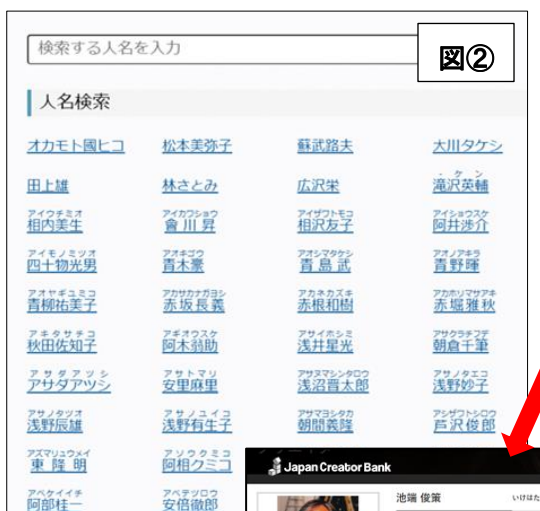 検索する人名を入力
図②
人名検索
オカモト國ヒコ 松本美弥子 蘇武路夫 大川タケシ
・ ケン
田上雄 林さとみ 広沢栄 滝沢英輔
アイウチミオ アイカワショウ アイザワトモコ アイショウスケ
相内美生 會川昇 相沢友子 阿井渉介
アイモノミツオ アオキゴウ アオシマタケシ アオノアキラ
四十物光男 青木豪 青島武 青野暉
アオヤギユミコ アカサカナガヨシ アカネカズキ アカホリマサアキ
青柳祐美子 赤坂長義 赤根和樹 赤堀雅秋
アキタサチコ アギオウスケ アサイホシミ アサクラチフデ
秋田佐知子 阿木翁助 浅井星光 朝倉千筆
アサダアツシ アサトマリ アサヌマシンタロウ アサノタエコ
アサダアツシ 安里麻里 浅沼晋太郎 浅野妙子
アサノタツオ アサノユイコ アサマヨシタカ アシザワトシロウ
浅野辰雄 浅野有生子 朝間義隆 芦沢俊郎
アズマリュウメイ アソウクミコ
東隆明 阿相クミコ
Japan Creator Bank
アベケイイチ アベテツロウ
阿部桂一 安倍徹郎
池端 俊策 いけはた